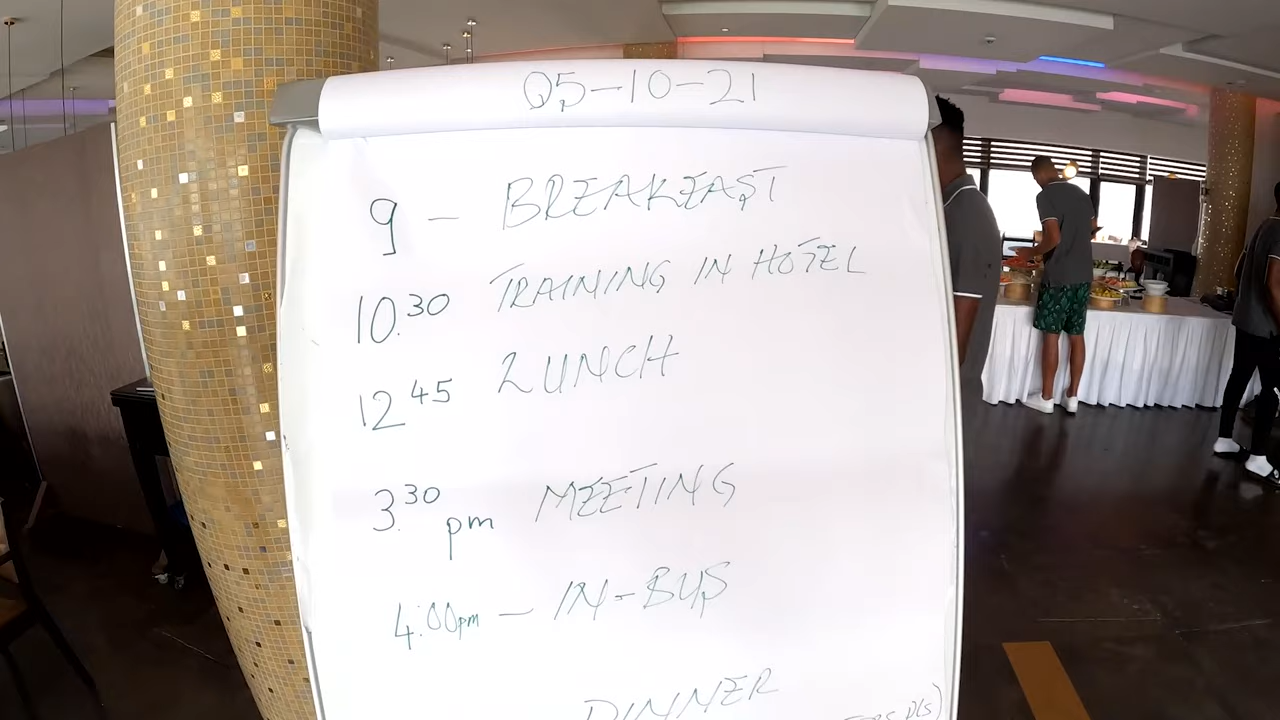 05-10-21
9 - BREAKFAST
10.30 TRAINING IN HOTEL
12 45 LUNCH
3.30 pm MEETING
4:00pm - IN-BUS
DINNER